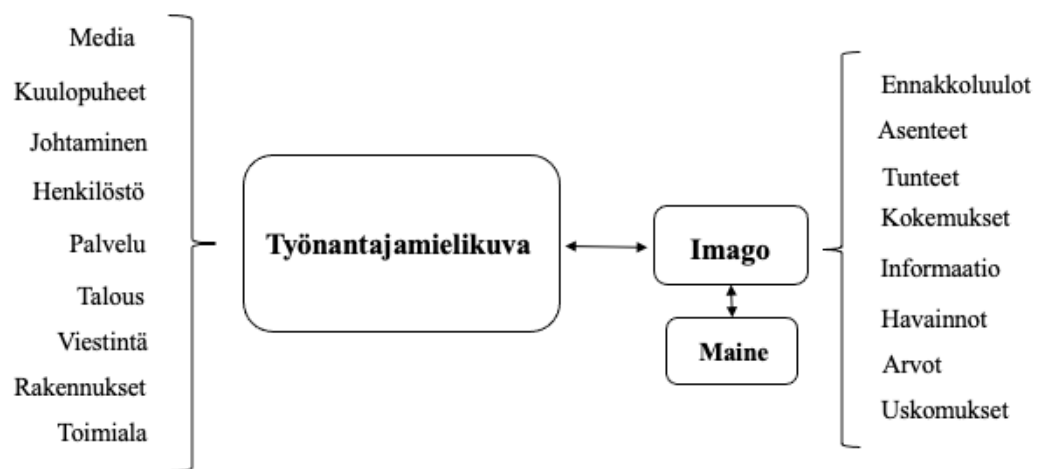 Media
Kuulopuheet
Johtaminen
Henkilöstö
Palvelu
Talous
Viestintä
Rakennukset
Toimiala
Työnantajamielikuva
Imago
Maine
Ennakkoluulot
Asenteet
Tunteet
Kokemukset
Informaatio
Havainnot
Arvot
Uskomukset